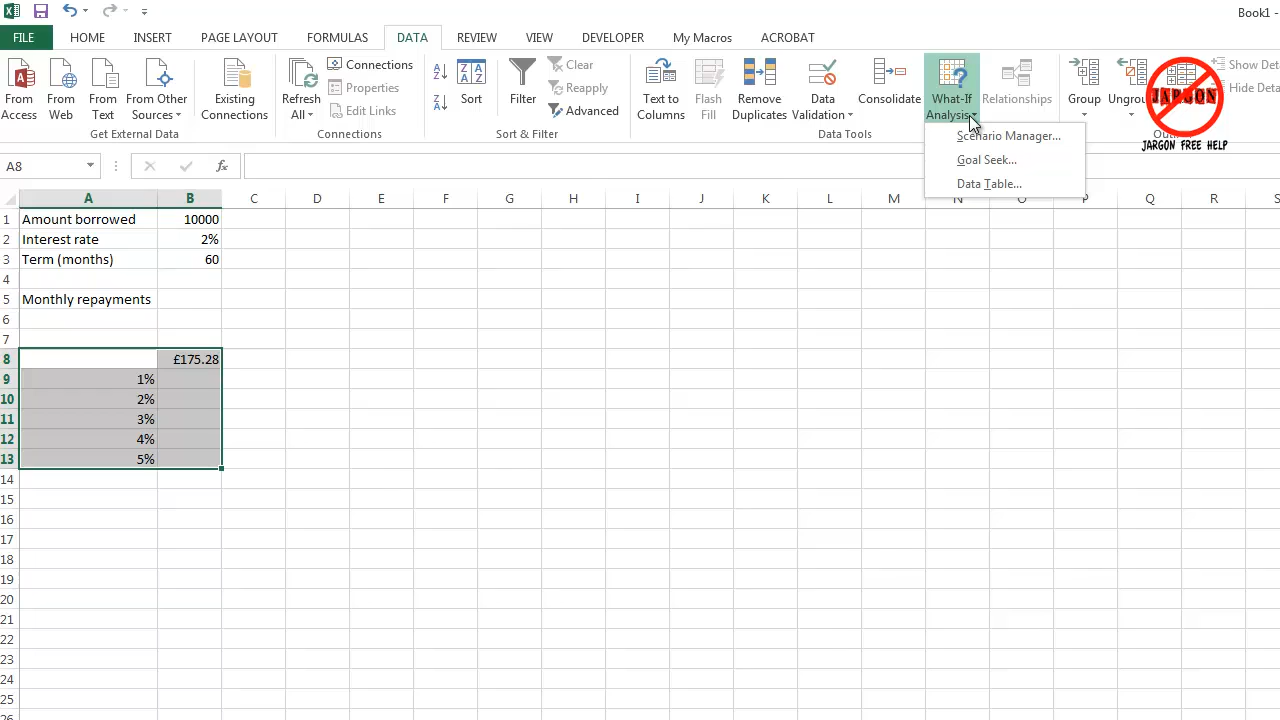 Book1 -
FILE HOME INSERT PAGE LAYOUT FORMULAS DATA REVIEW VIEW DEVELOPER My Macros ACROBAT
From Access
From Web
From Text
From Other Sources
Get External Data
Existing Connections
Refresh All
Connections
Properties
Edit Links
Connections
Sort
Filter
Clear
Reapply
Advanced
Sort & Filter
Text to Columns
Flash Fill
Remove Duplicates
Data Validation
Consolidate
What-If Analysis
Relationships
Data Tools
Group
Show Deta
Hide Deta
Scenario Manager...
Goal Seek...
Data Table...
JARGON
JARGON FREE HELP
A8
fx
A B C D E F G H I J K L M N O P Q R S
1 Amount borrowed 10000
2 Interest rate 2%
3 Term (months) 60
4
5 Monthly repayments
6
7
8 £175.28
9 1%
10 2%
11 3%
12 4%
13 5%
14
15
16
17
18
19
20
21
22
23
24
25
26